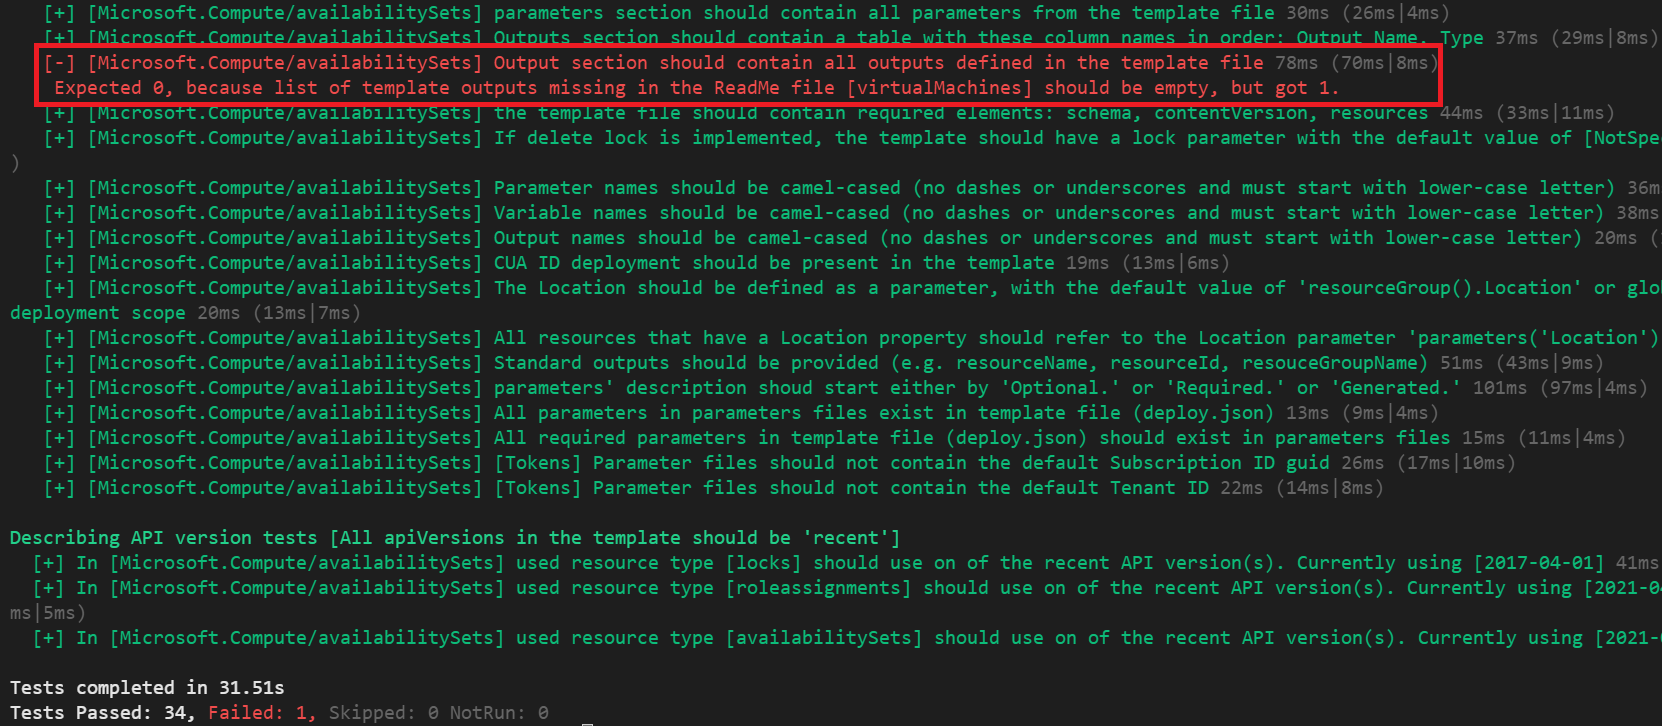 [+] [Microsoft.Compute/availabilitySets] parameters section should contain all parameters from the template file 30ms (26ms|4ms)
[+] [Microsoft.Compute/availabilitySets] Outputs section should contain a table with these column names in order: Output Name, Type 37ms (29ms|8ms)
[-] [Microsoft.Compute/availabilitySets] Output section should contain all outputs defined in the template file 78ms (70ms|8ms)
Expected 0, because list of template outputs missing in the ReadMe file [virtualMachines] should be empty, but got 1.
[+] [Microsoft.Compute/availabilitySets] the template file should contain required elements: schema, contentVersion, resources 44ms (33ms|11ms)
[+] [Microsoft.Compute/availabilitySets] If delete lock is implemented, the template should have a lock parameter with the default value of [NotSpe
)
[+] [Microsoft.Compute/availabilitySets] Parameter names should be camel-cased (no dashes or underscores and must start with lower-case letter) 36m
[+] [Microsoft.Compute/availabilitySets] Variable names should be camel-cased (no dashes or underscores and must start with lower-case letter) 38ms
[+] [Microsoft.Compute/availabilitySets] Output names should be camel-cased (no dashes or underscores and must start with lower-case letter) 20ms (
[+] [Microsoft.Compute/availabilitySets] CUA ID deployment should be present in the template 19ms (13ms|6ms)
[+] [Microsoft.Compute/availabilitySets] The Location should be defined as a parameter, with the default value of 'resourceGroup().Location' or glo
deployment scope 20ms (13ms|7ms)
[+] [Microsoft.Compute/availabilitySets] All resources that have a Location property should refer to the Location parameter 'parameters('Location')
[+] [Microsoft.Compute/availabilitySets] Standard outputs should be provided (e.g. resourceName, resourceId, resouceGroupName) 51ms (43ms|9ms)
[+] [Microsoft.Compute/availabilitySets] parameters' description shoud start either by 'Optional.' or 'Required.' or 'Generated.' 101ms (97ms|4ms)
[+] [Microsoft.Compute/availabilitySets] All parameters in parameters files exist in template file (deploy.json) 13ms (9ms|4ms)
[+] [Microsoft.Compute/availabilitySets] All required parameters in template file (deploy.json) should exist in parameters files 15ms (11ms|4ms)
[+] [Microsoft.Compute/availabilitySets] [Tokens] Parameter files should not contain the default Subscription ID guid 26ms (17ms|10ms)
[+] [Microsoft.Compute/availabilitySets] [Tokens] Parameter files should not contain the default Tenant ID 22ms (14ms|8ms)
Describing API version tests [All apiVersions in the template should be 'recent']
[+] In [Microsoft.Compute/availabilitySets] used resource type [locks] should use on of the recent API version(s). Currently using [2017-04-01] 41ms
[+] In [Microsoft.Compute/availabilitySets] used resource type [roleassignments] should use on of the recent API version(s). Currently using [2021-04
ms|5ms)
[+] In [Microsoft.Compute/availabilitySets] used resource type [availabilitySets] should use on of the recent API version(s). Currently using [2021-
Tests completed in 31.51s
Tests Passed: 34, Failed: 1, Skipped: 0 NotRun: 0